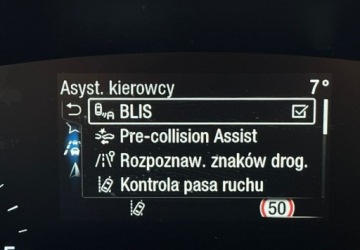 Asyst. kierowcy 7°
BLIS
Pre-collision Assist
Rozpoznaw. znaków drog.
Kontrola pasa ruchu
50